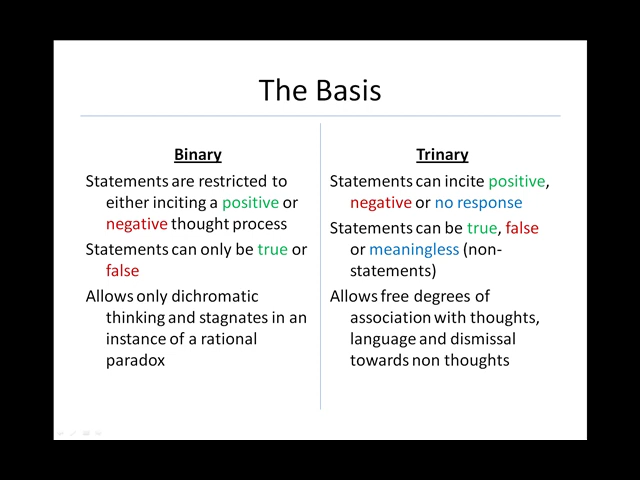 The Basis
Binary
Statements are restricted to
either inciting a positive or
negative thought process
Statements can only be true or
false
Allows only dichromatic
thinking and stagnates in an
instance of a rational
paradox
Trinary
Statements can incite positive,
negative or no response
Statements can be true, false
or meaningless (non-
statements)
Allows free degrees of
association with thoughts,
language and dismissal
towards non thoughts